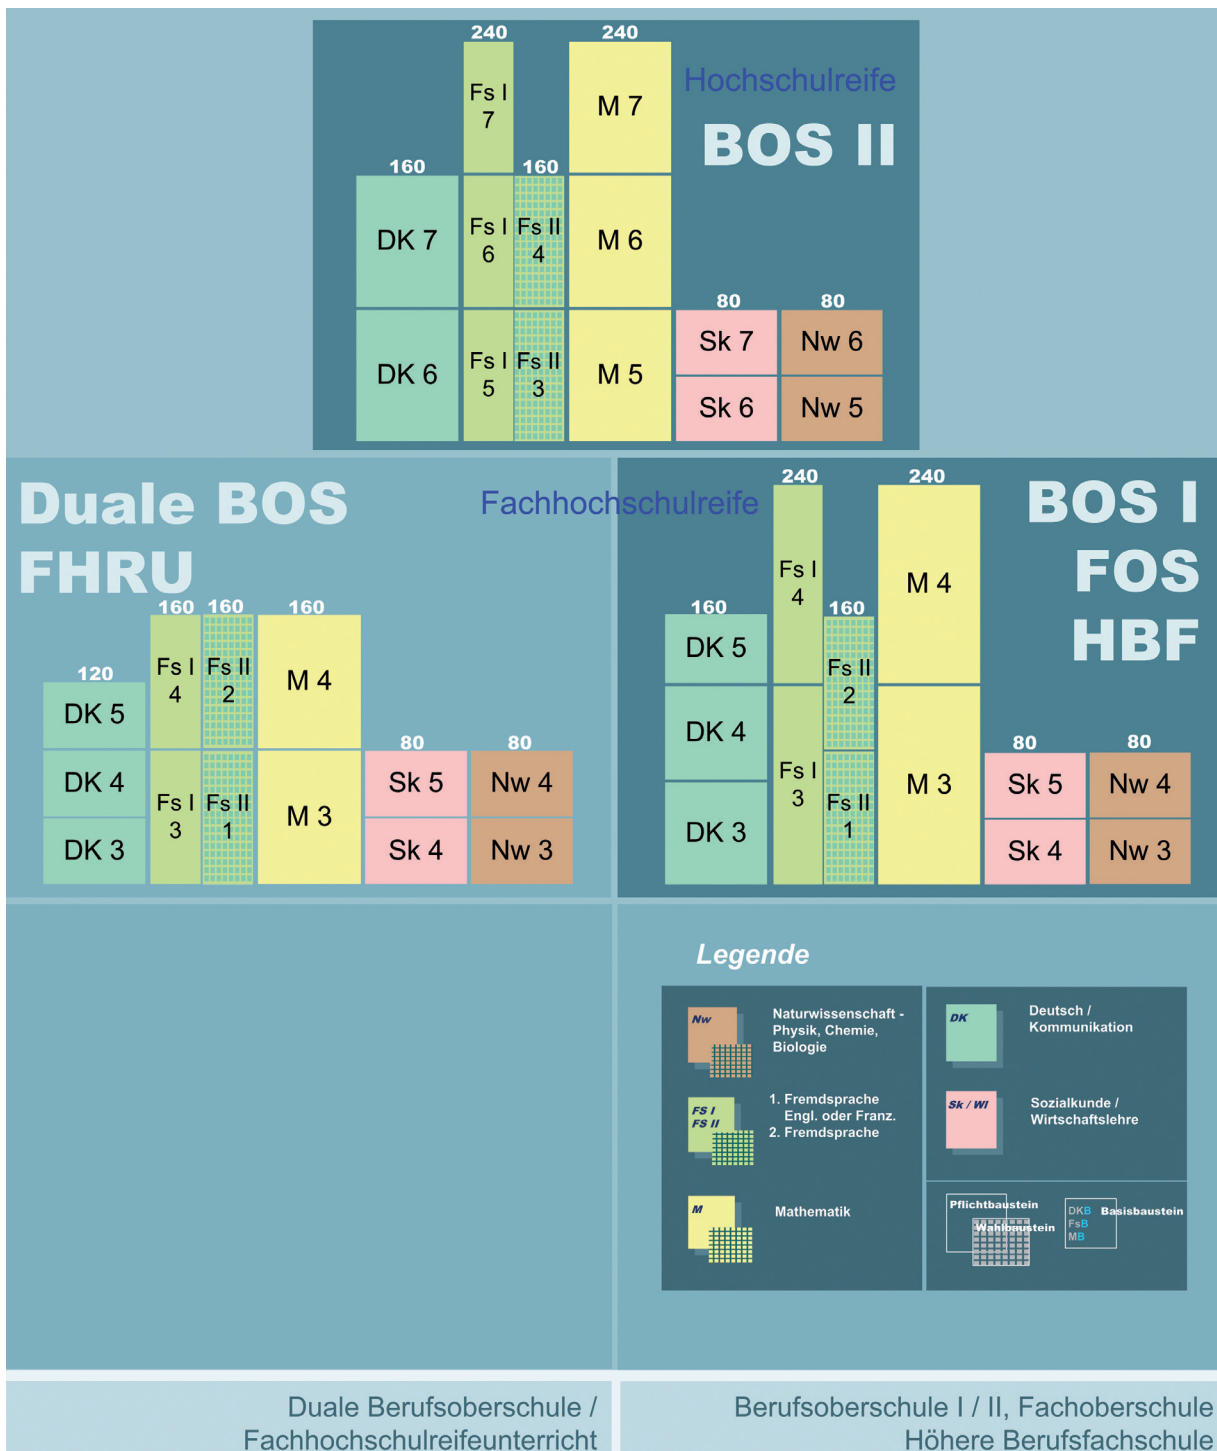 240
240
Hochschulreife
BOS II
Fs I
7
M 7
160
160
DK 7
Fs I
6
Fs II
4
M 6
80
80
DK 6
Fs I
5
Fs II
3
M 5
Sk 7
Nw 6
Sk 6
Nw 5
Duale BOS
FHRU
Fachhochschulreife
160
160
160
120
Fs I
4
Fs II
2
M 4
DK 5
80
80
DK 4
Fs I
3
Fs II
1
M 3
Sk 5
Nw 4
DK 3
Sk 4
Nw 3
240
240
BOS I
FOS
HBF
Fs I
4
M 4
160
160
DK 5
Fs II
2
DK 4
80
80
Fs I
3
Fs II
1
M 3
Sk 5
Nw 4
DK 3
Sk 4
Nw 3
Legende
Nw
Naturwissenschaft -
Physik, Chemie,
Biologie
FS I
FS II
1. Fremdsprache
Engl. oder Franz.
2. Fremdsprache
M
Mathematik
DK
Deutsch /
Kommunikation
Sk / Wl
Sozialkunde /
Wirtschaftslehre
Pflichtbaustein
Wahlbaustein
DKB
FsB
MB
Basisbaustein
Duale Berufsoberschule /
Fachhochschulreifeunterricht
Berufsoberschule I / II, Fachoberschule
Höhere Berufsfachschule